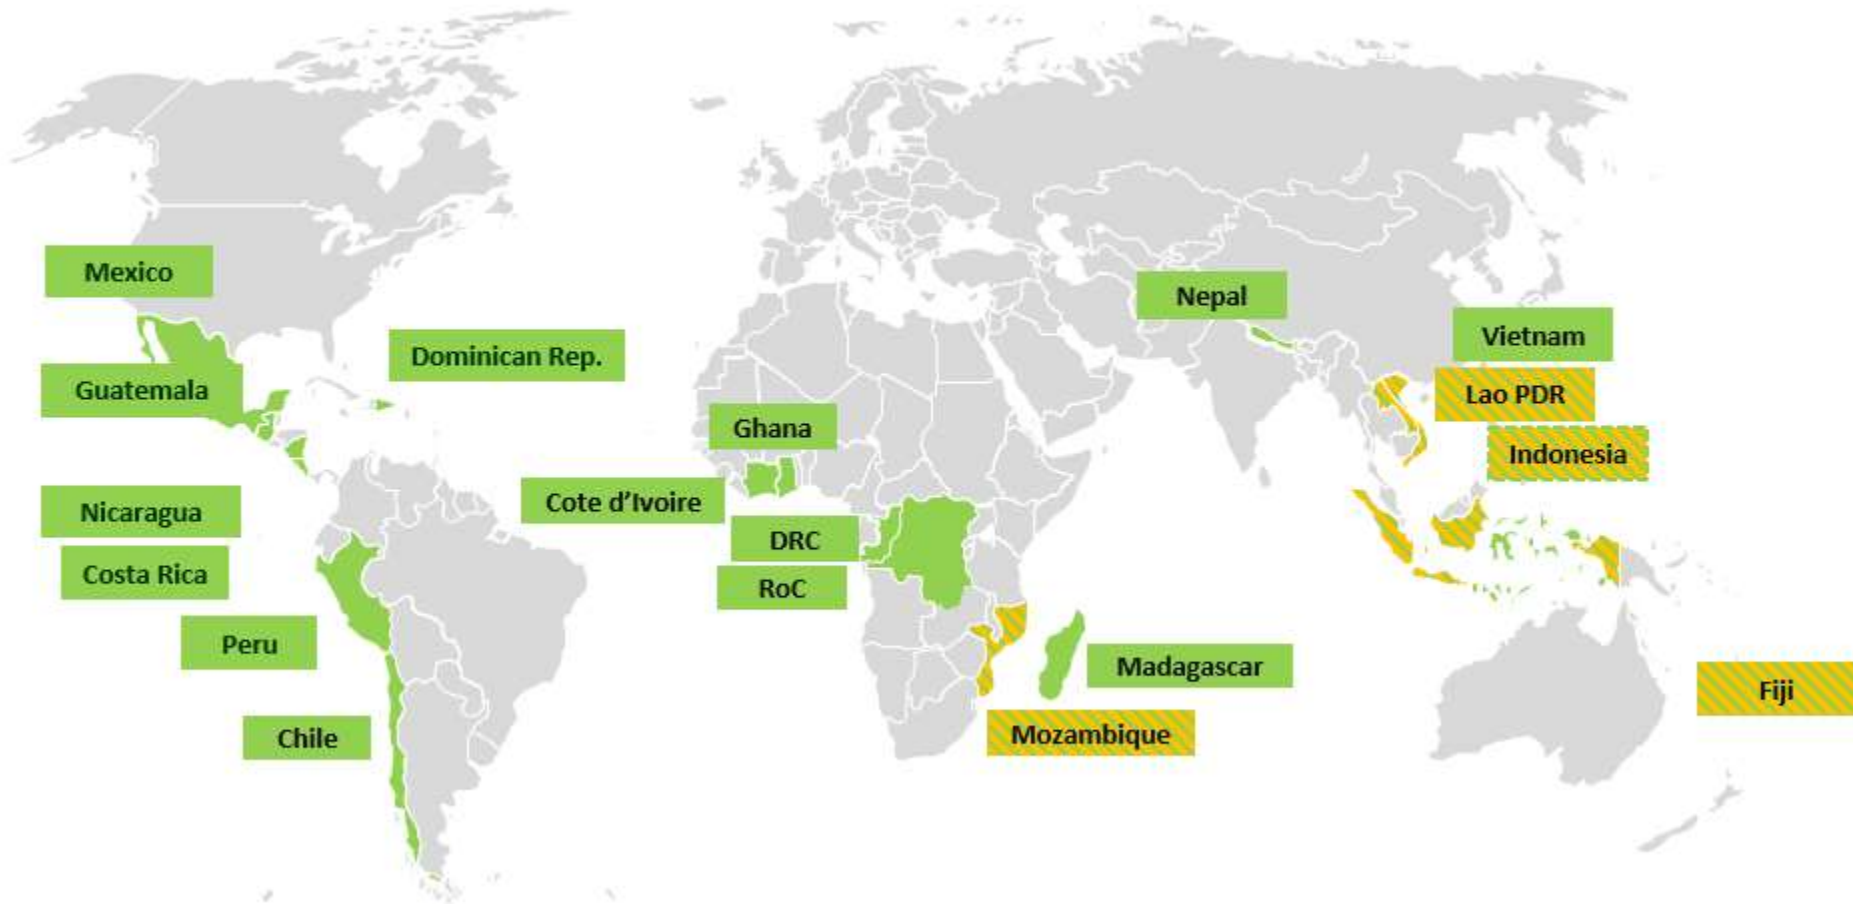 Mexico
Guatemala
Dominican Rep.
Nicaragua
Costa Rica
Peru
Chile
Ghana
Cote d’Ivoire
DRC
RoC
Madagascar
Mozambique
Nepal
Vietnam
Lao PDR
Indonesia
Fiji